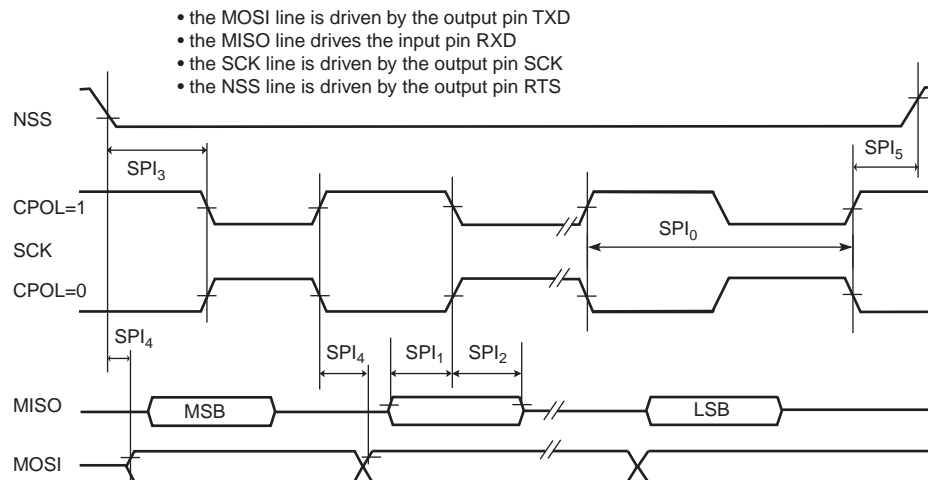 • the MOSI line is driven by the output pin TXD
• the MISO line drives the input pin RXD
• the SCK line is driven by the output pin SCK
• the NSS line is driven by the output pin RTS
NSS
SPI3
SPI5
CPOL=1
SCK
SPI0
CPOL=0
SPI4
SPI4
SPI1
SPI2
MISO
MSB
LSB
MOSI